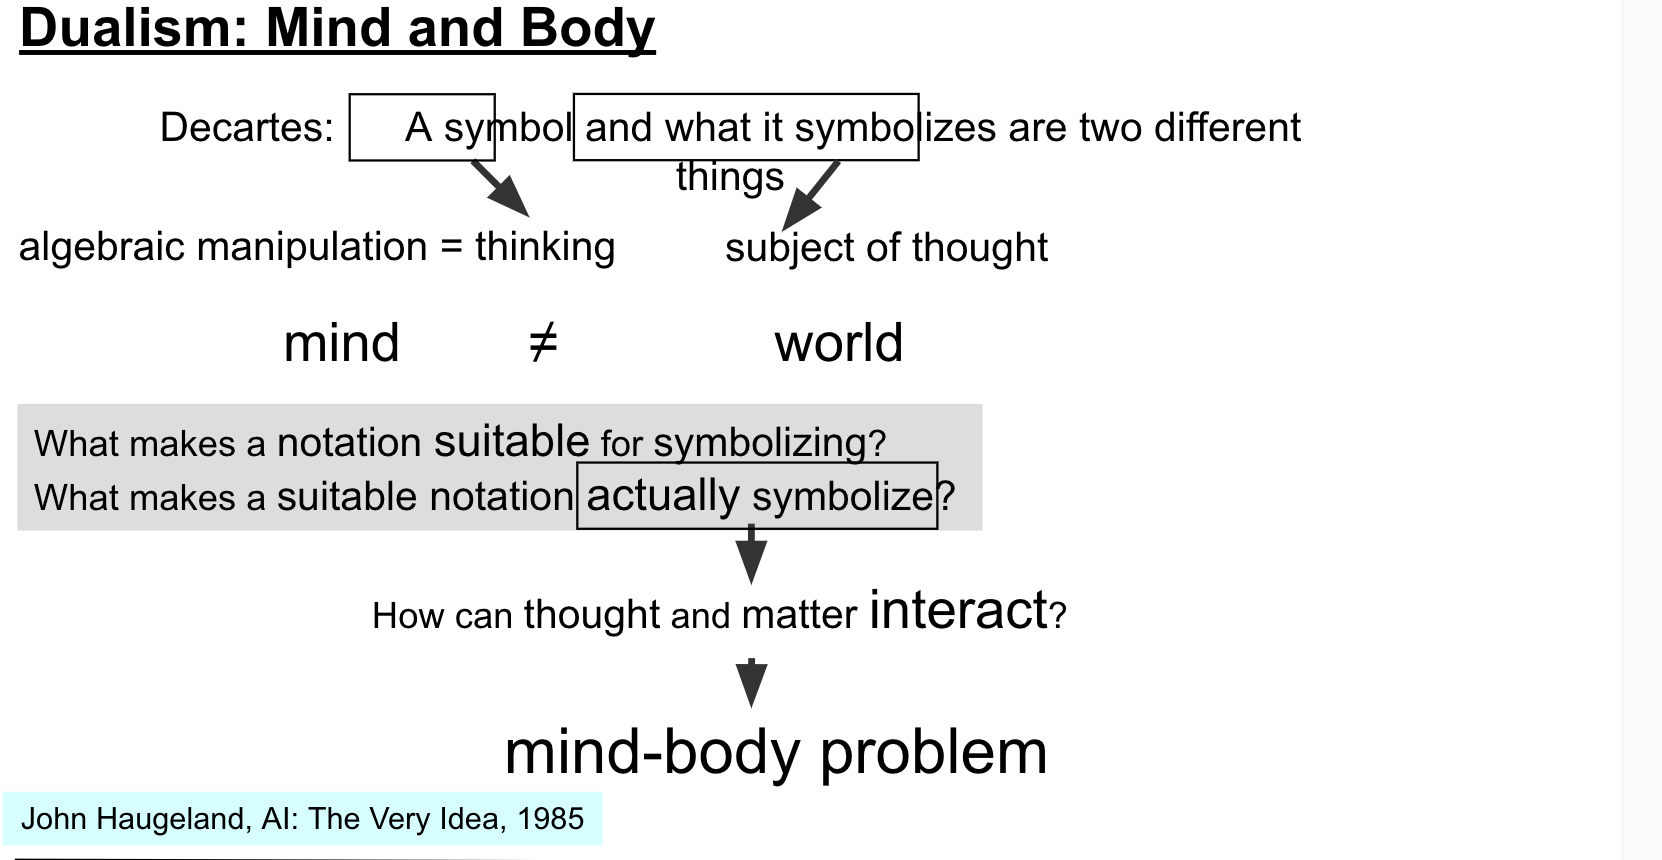 Dualism: Mind and Body
Decartes: A symbol and what it symbolizes are two different
things
algebraic manipulation = thinking
subject of thought
mind ≠ world
What makes a notation suitable for symbolizing?
What makes a suitable notation actually symbolize?
How can thought and matter interact?
mind-body problem
John Haugeland, AI: The Very Idea, 1985